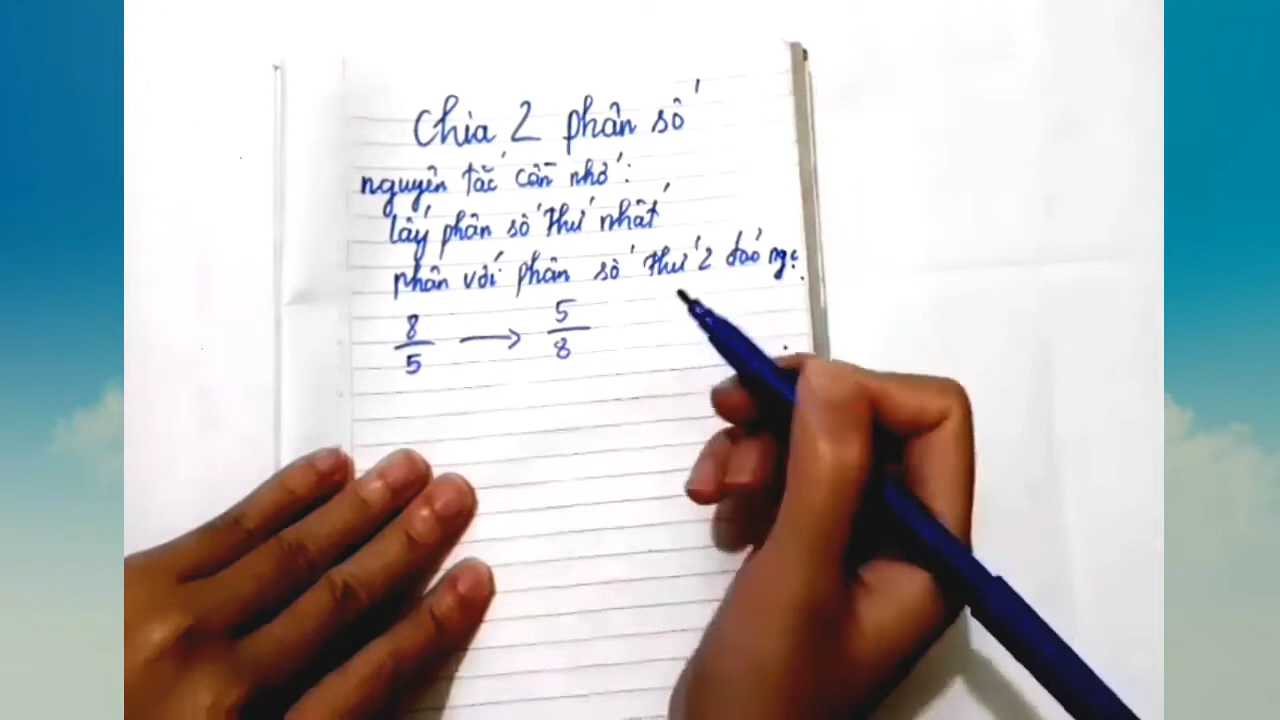 Chia 2 phân số
nguyên tắc cần nhớ:
lấy phân số thứ nhất
nhân với phân số thứ 2 đảo ng:
8/5 → 5/8